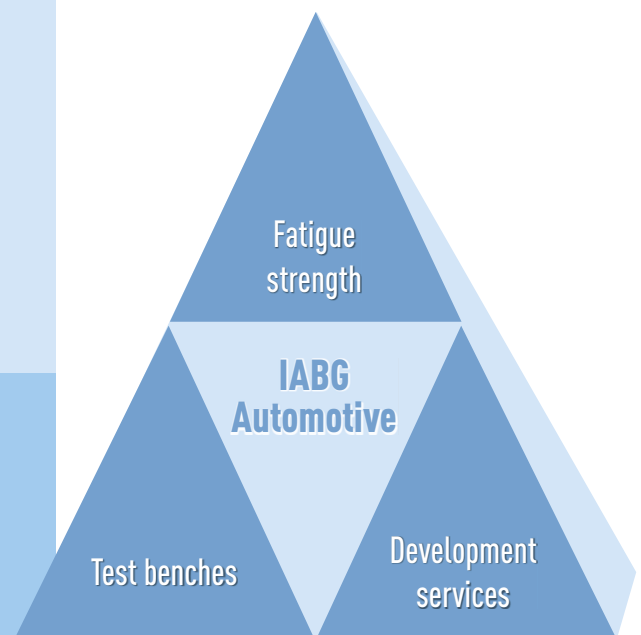 Fatigue
strength
IABG
Automotive
Test benches
Development
services